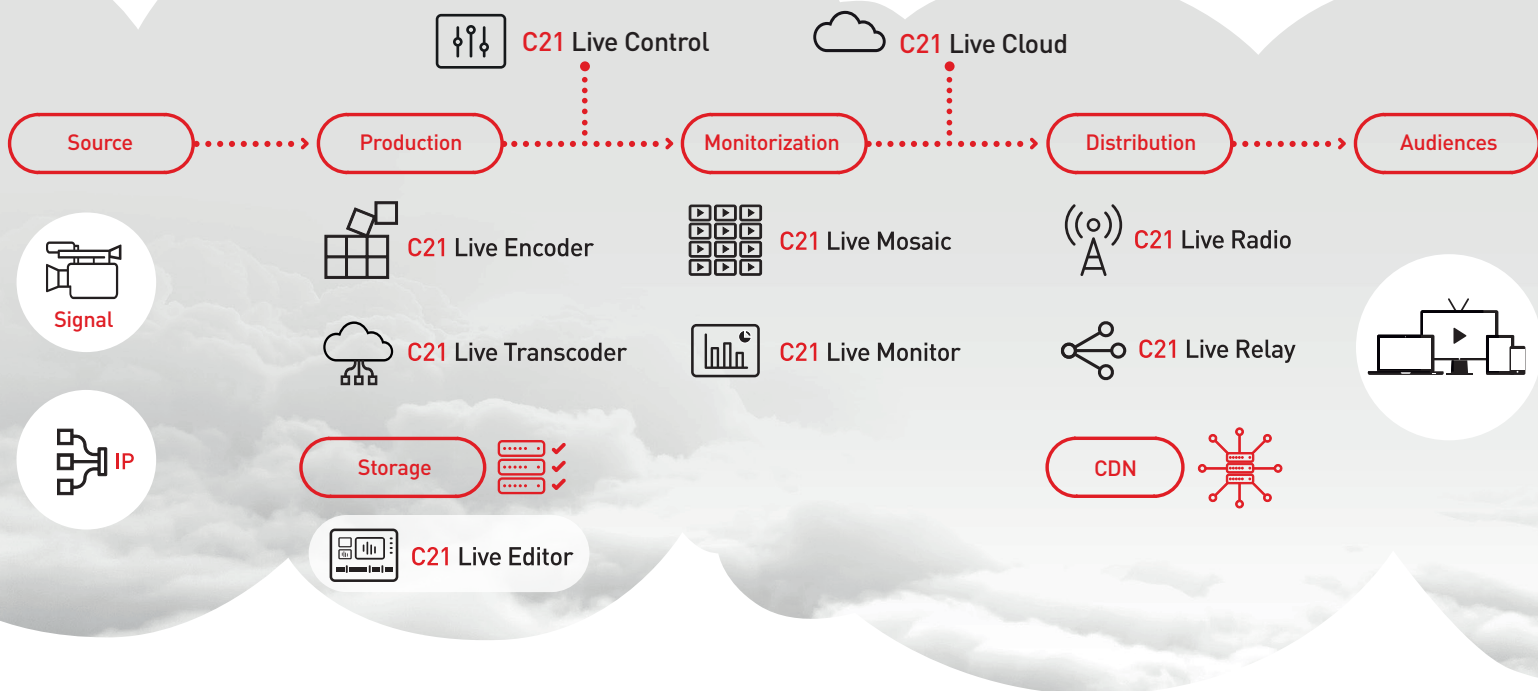 C21 Live Control
C21 Live Cloud
Source
Production
Monitorization
Distribution
Audiences
C21 Live Encoder
C21 Live Mosaic
C21 Live Radio
Signal
C21 Live Transcoder
C21 Live Monitor
C21 Live Relay
IP
Storage
CDN
C21 Live Editor